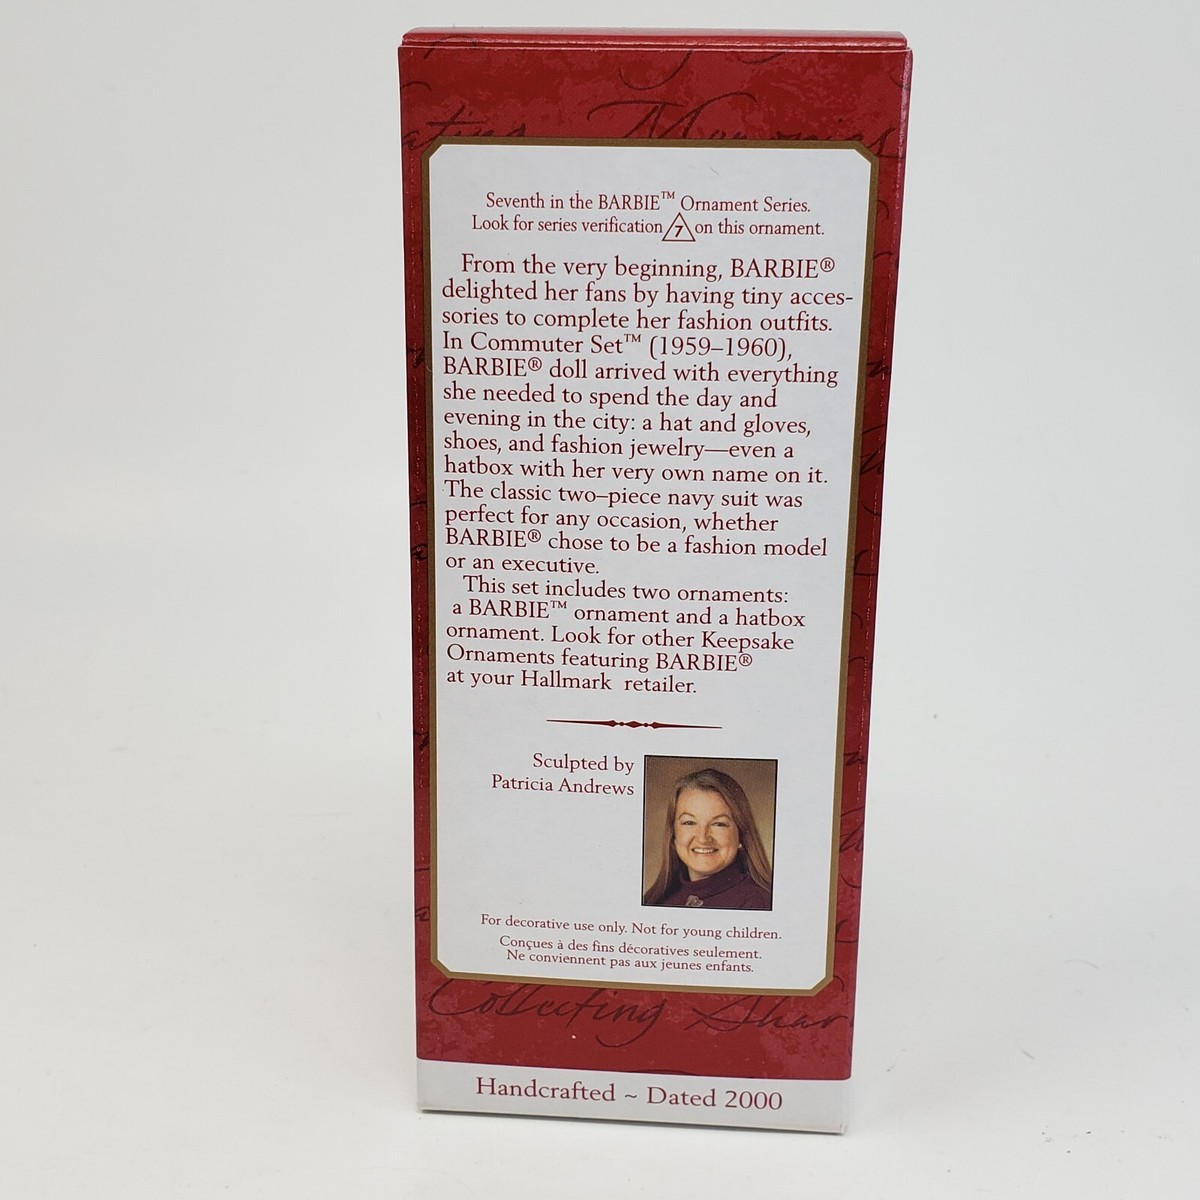 Memories
Seventh in the BARBIE™ Ornament Series.
Look for series verification 7 on this ornament.
From the very beginning, BARBIE®
delighted her fans by having tiny acces-
sories to complete her fashion outfits.
In Commuter Set™ (1959–1960),
BARBIE® doll arrived with everything
she needed to spend the day and
evening in the city: a hat and gloves,
shoes, and fashion jewelry—even a
hatbox with her very own name on it.
The classic two–piece navy suit was
perfect for any occasion, whether
BARBIE® chose to be a fashion model
or an executive.
This set includes two ornaments:
a BARBIE™ ornament and a hatbox
ornament. Look for other Keepsake
Ornaments featuring BARBIE®
at your Hallmark retailer.
Sculpted by
Patricia Andrews
For decorative use only. Not for young children.
Conçues à des fins décoratives seulement.
Ne conviennent pas aux jeunes enfants.
Collecting Shar
Handcrafted ~ Dated 2000